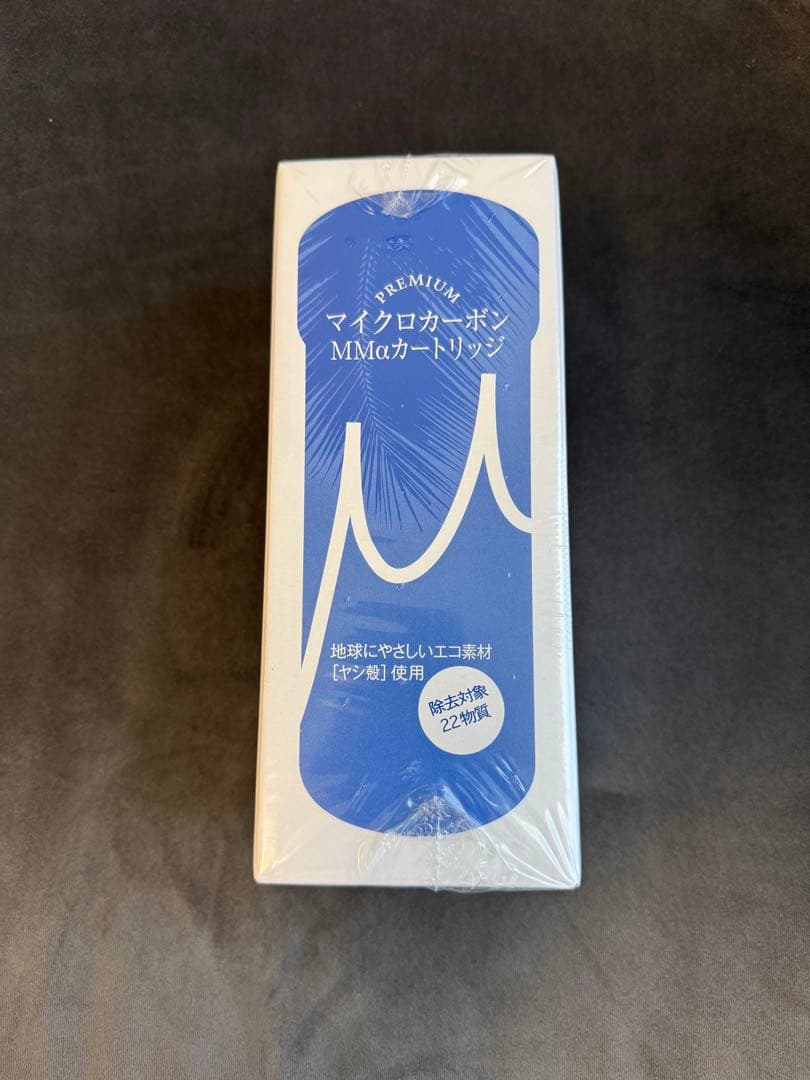 PREMIUM
マイクロカーボン
MMαカートリッジ
地球にやさしいエコ素材
[ヤシ殻]使用
除去対象
22物質